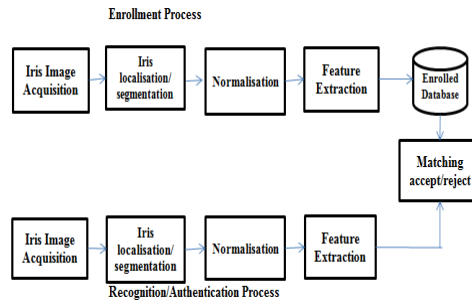 Enrollment Process
Iris Image
Acquisition
Iris
localisation/
segmentation
Normalisation
Feature
Extraction
Enrolled
Database
Matching
accept/reject
Iris Image
Acquisition
Iris
localisation/
segmentation
Normalisation
Feature
Extraction
Recognition/Authentication Process